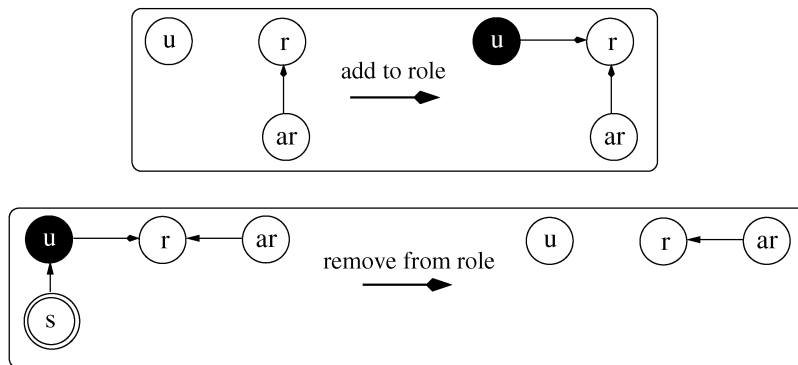 u r u r
add to role
ar ar
u r ar u r ar
remove from role
s